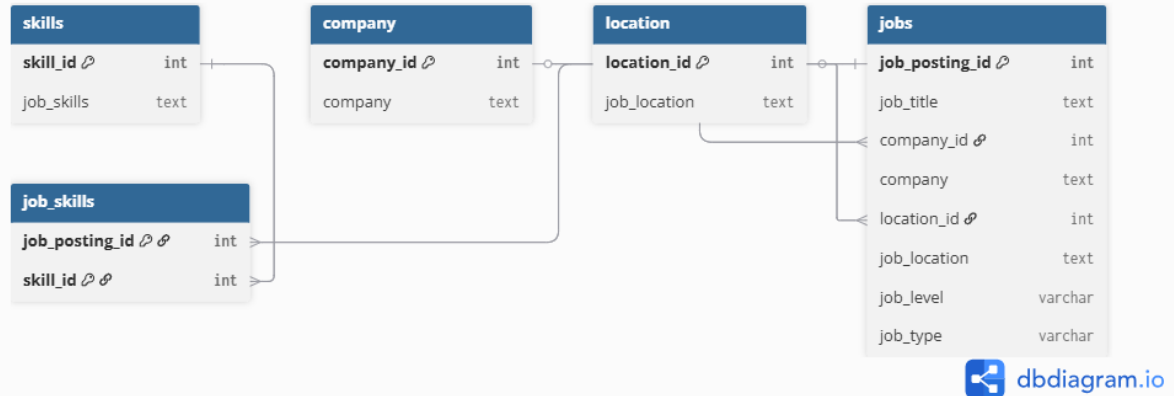 skills
skill_id int
job_skills text
company
company_id int
company text
location
location_id int
job_location text
jobs
job_posting_id int
job_title text
company_id int
company text
location_id int
job_location text
job_level varchar
job_type varchar
job_skills
job_posting_id int
skill_id int
dbdiagram.io